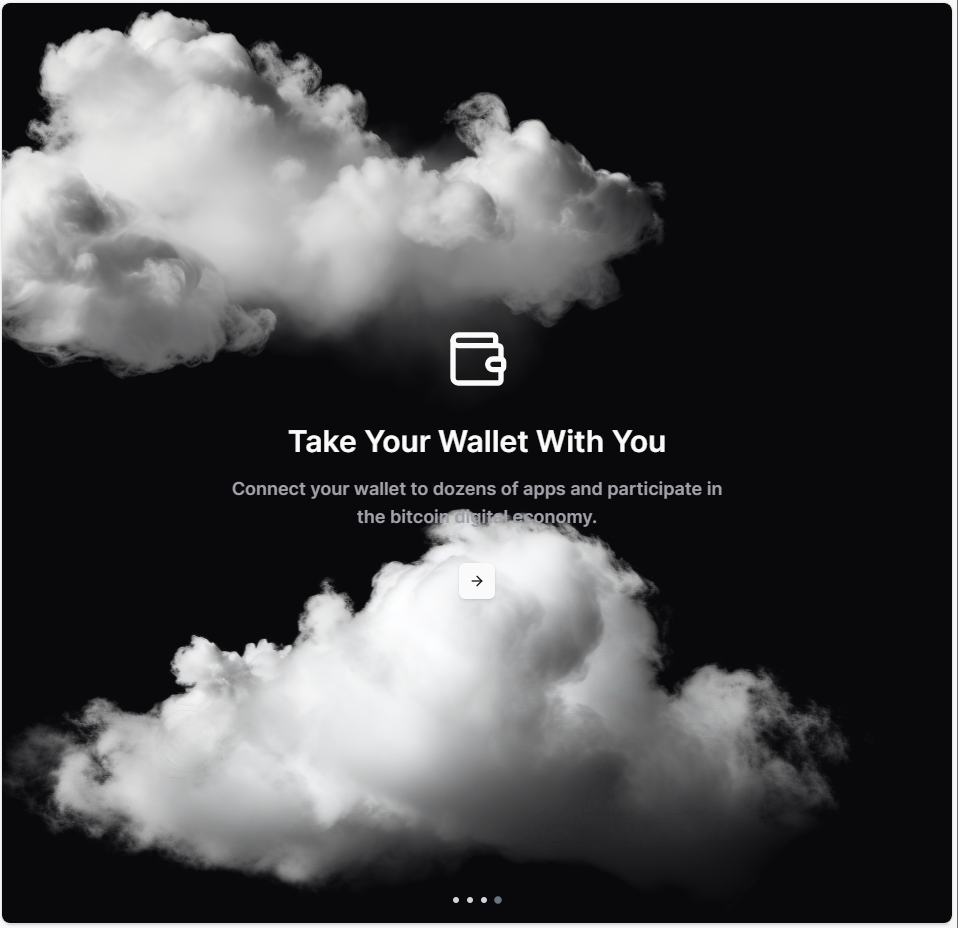 Take Your Wallet With You
Connect your wallet to dozens of apps and participate in
the bitcoin digital economy.